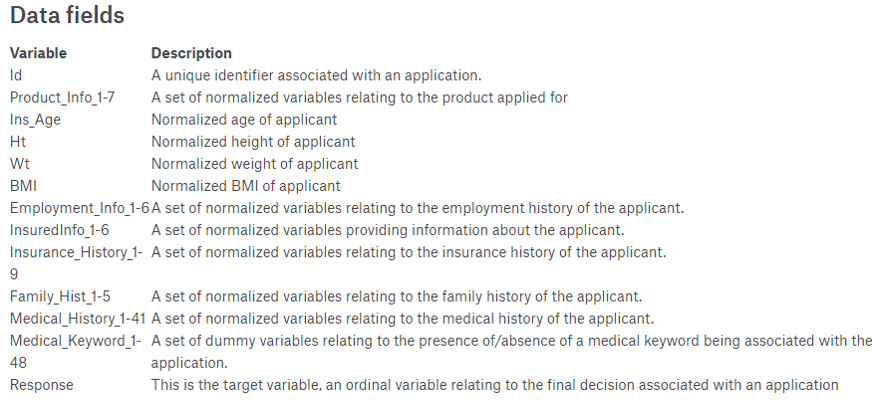 Data fields
Variable Description
Id A unique identifier associated with an application.
Product_Info_1-7 A set of normalized variables relating to the product applied for
Ins_Age Normalized age of applicant
Ht Normalized height of applicant
Wt Normalized weight of applicant
BMI Normalized BMI of applicant
Employment_Info_1-6 A set of normalized variables relating to the employment history of the applicant.
InsuredInfo_1-6 A set of normalized variables providing information about the applicant.
Insurance_History_1- A set of normalized variables relating to the insurance history of the applicant.
9
Family_Hist_1-5 A set of normalized variables relating to the family history of the applicant.
Medical_History_1-41 A set of normalized variables relating to the medical history of the applicant.
Medical_Keyword_1- A set of dummy variables relating to the presence of/absence of a medical keyword being associated with the
48 application.
Response This is the target variable, an ordinal variable relating to the final decision associated with an application